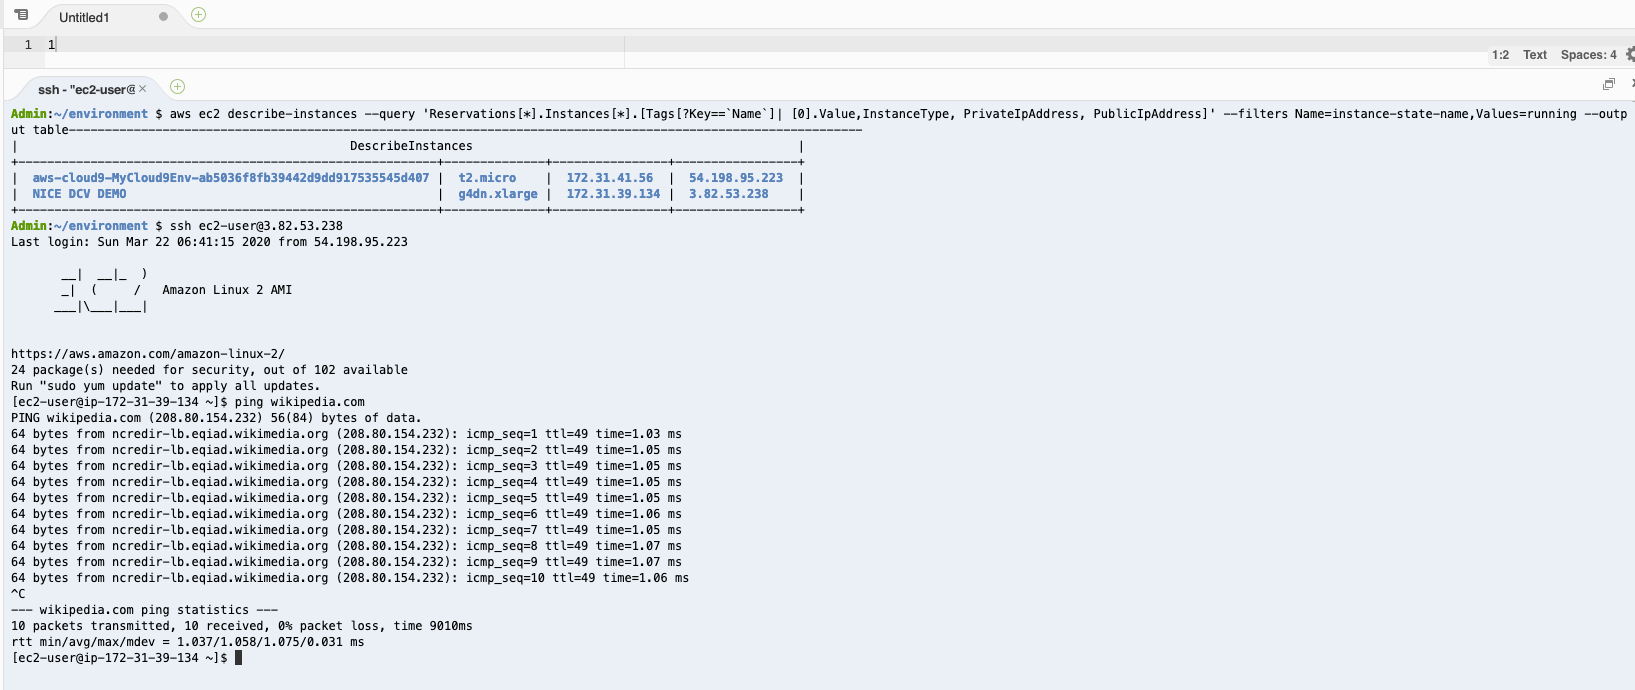 Untitled1
1 1
1:2 Text Spaces: 4
ssh - "ec2-user@ ×
Admin:~/environment $ aws ec2 describe-instances --query 'Reservations[*].Instances[*].[Tags[?Key==`Name`]| [0].Value,InstanceType, PrivateIpAddress, PublicIpAddress]' --filters Name=instance-state-name,Values=running --outp
ut table--------------------------------------------------------------------------------------------------------------
|                                              DescribeInstances                                              |
+-----------------------------------------------------------+--------------+----------------+-----------------+
|  aws-cloud9-MyCloud9Env-ab5036f8fb39442d9dd917535545d407 |  t2.micro    |  172.31.41.56  |  54.198.95.223  |
|  NICE DCV DEMO                                            |  g4dn.xlarge |  172.31.39.134 |  3.82.53.238    |
+-----------------------------------------------------------+--------------+----------------+-----------------+
Admin:~/environment $ ssh ec2-user@3.82.53.238
Last login: Sun Mar 22 06:41:15 2020 from 54.198.95.223
       __|  __|_  )
       _|  (     /   Amazon Linux 2 AMI
      ___|\___|___|
https://aws.amazon.com/amazon-linux-2/
24 package(s) needed for security, out of 102 available
Run "sudo yum update" to apply all updates.
[ec2-user@ip-172-31-39-134 ~]$ ping wikipedia.com
PING wikipedia.com (208.80.154.232) 56(84) bytes of data.
64 bytes from ncredir-lb.eqiad.wikimedia.org (208.80.154.232): icmp_seq=1 ttl=49 time=1.03 ms
64 bytes from ncredir-lb.eqiad.wikimedia.org (208.80.154.232): icmp_seq=2 ttl=49 time=1.05 ms
64 bytes from ncredir-lb.eqiad.wikimedia.org (208.80.154.232): icmp_seq=3 ttl=49 time=1.05 ms
64 bytes from ncredir-lb.eqiad.wikimedia.org (208.80.154.232): icmp_seq=4 ttl=49 time=1.05 ms
64 bytes from ncredir-lb.eqiad.wikimedia.org (208.80.154.232): icmp_seq=5 ttl=49 time=1.05 ms
64 bytes from ncredir-lb.eqiad.wikimedia.org (208.80.154.232): icmp_seq=6 ttl=49 time=1.06 ms
64 bytes from ncredir-lb.eqiad.wikimedia.org (208.80.154.232): icmp_seq=7 ttl=49 time=1.05 ms
64 bytes from ncredir-lb.eqiad.wikimedia.org (208.80.154.232): icmp_seq=8 ttl=49 time=1.07 ms
64 bytes from ncredir-lb.eqiad.wikimedia.org (208.80.154.232): icmp_seq=9 ttl=49 time=1.07 ms
64 bytes from ncredir-lb.eqiad.wikimedia.org (208.80.154.232): icmp_seq=10 ttl=49 time=1.06 ms
^C
--- wikipedia.com ping statistics ---
10 packets transmitted, 10 received, 0% packet loss, time 9010ms
rtt min/avg/max/mdev = 1.037/1.058/1.075/0.031 ms
[ec2-user@ip-172-31-39-134 ~]$